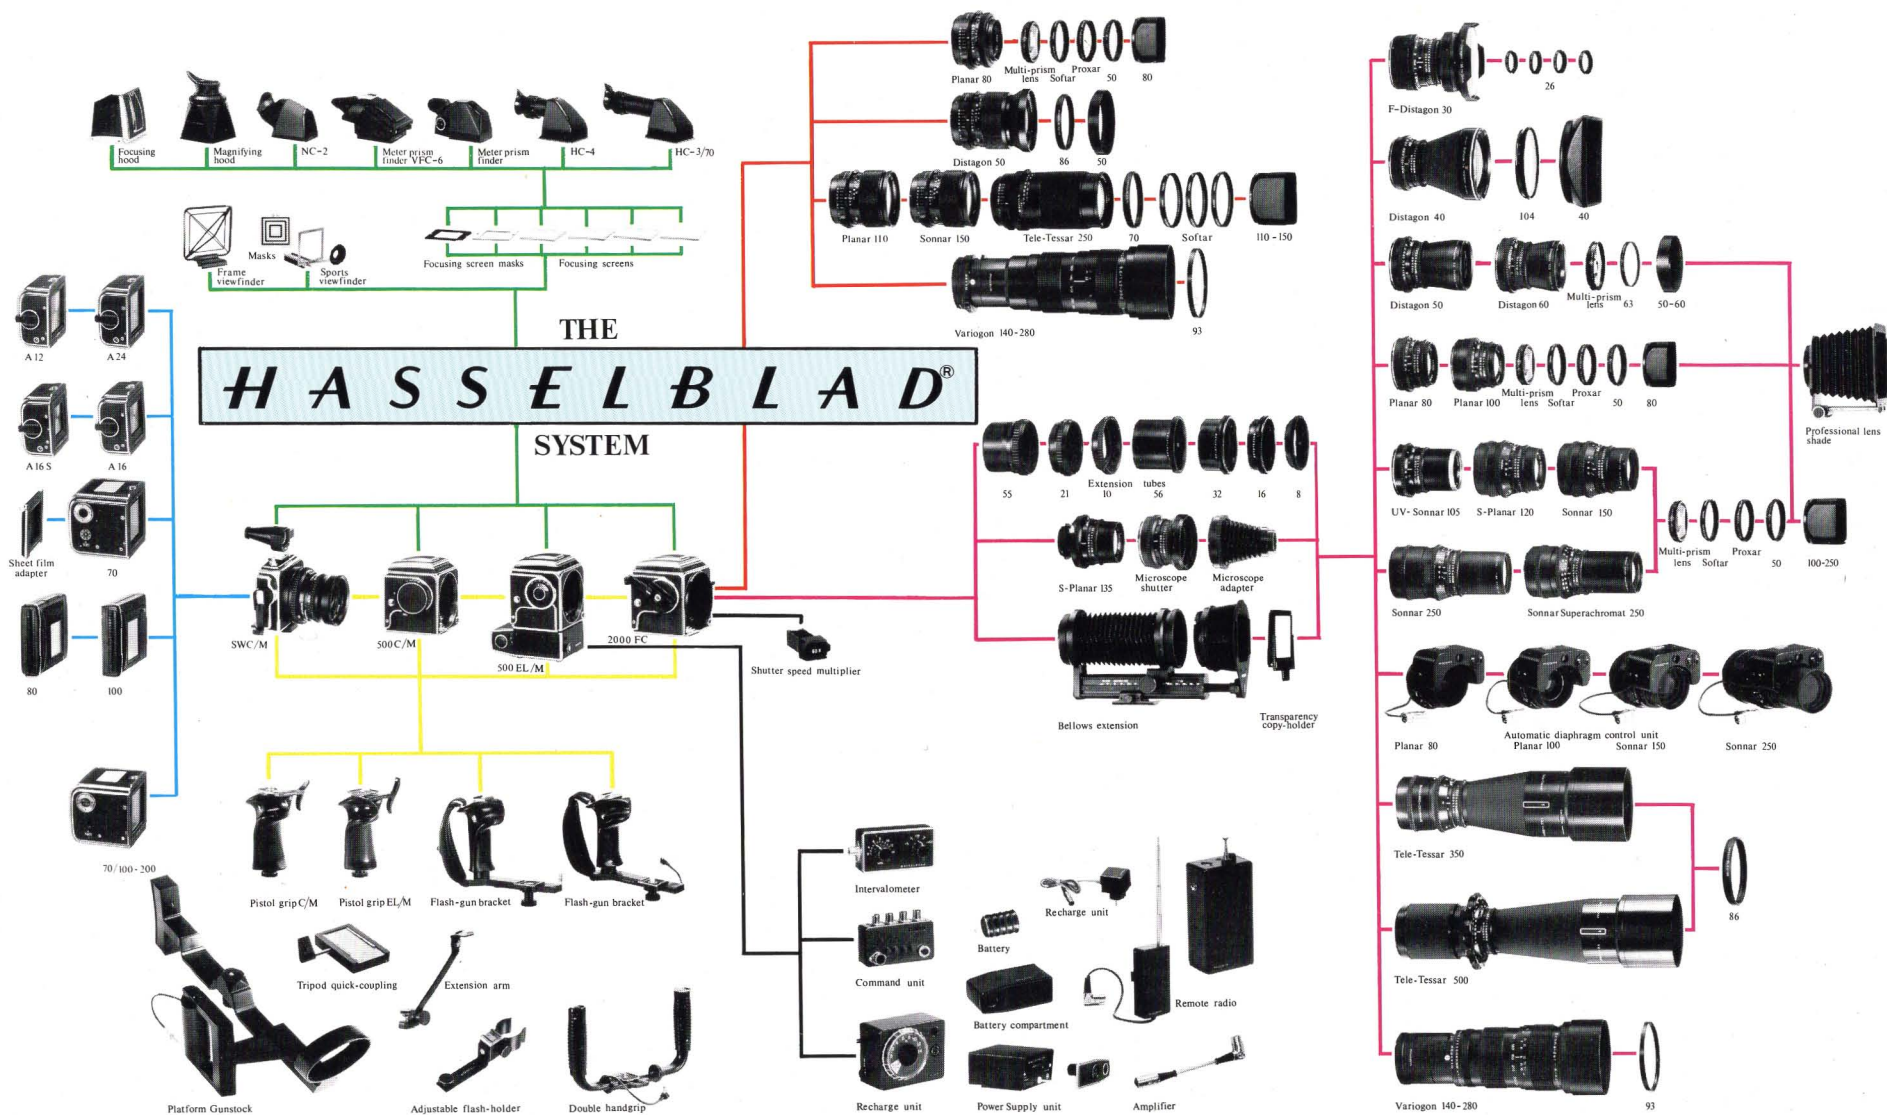 THE
HASSELBLAD®
SYSTEM
Focusing
hood
Magnifying
hood
NC-2
Meter prism
finder VFC-6
Meter prism
finder
HC-4
HC-3/70
Frame
viewfinder
Masks
Sports
viewfinder
Focusing screen masks
Focusing screens
A 12
A 24
A 16 S
A 16
Sheet film
adapter
70
80
100
70/100-200
SWC/M
500 C/M
500 EL/M
2000 FC
Shutter speed multiplier
Pistol grip C/M
Pistol grip EL/M
Flash-gun bracket
Flash-gun bracket
Tripod quick-coupling
Extension arm
Platform Gunstock
Adjustable flash-holder
Double handgrip
Intervalometer
Command unit
Recharge unit
Battery
Recharge unit
Battery compartment
Remote radio
Power Supply unit
Amplifier
Planar 80
Multi-prism
lens
Softar
Proxar
50
80
Distagon 50
86
50
Planar 110
Sonnar 150
Tele-Tessar 250
70
Softar
110-150
Variogon 140-280
93
55
21
Extension tubes
10
56
32
16
8
S-Planar 135
Microscope
shutter
Microscope
adapter
Bellows extension
Transparency
copy-holder
F-Distagon 30
26
Distagon 40
104
40
Distagon 50
Distagon 60
Multi-prism
lens
63
50-60
Planar 80
Planar 100
Multi-prism
lens
Softar
Proxar
50
80
Professional lens
shade
UV-Sonnar 105
S-Planar 120
Sonnar 150
Multi-prism
lens
Softar
Proxar
50
100-250
Sonnar 250
Sonnar Superachromat 250
Automatic diaphragm control unit
Planar 80
Planar 100
Sonnar 150
Sonnar 250
Tele-Tessar 350
86
Tele-Tessar 500
Variogon 140-280
93